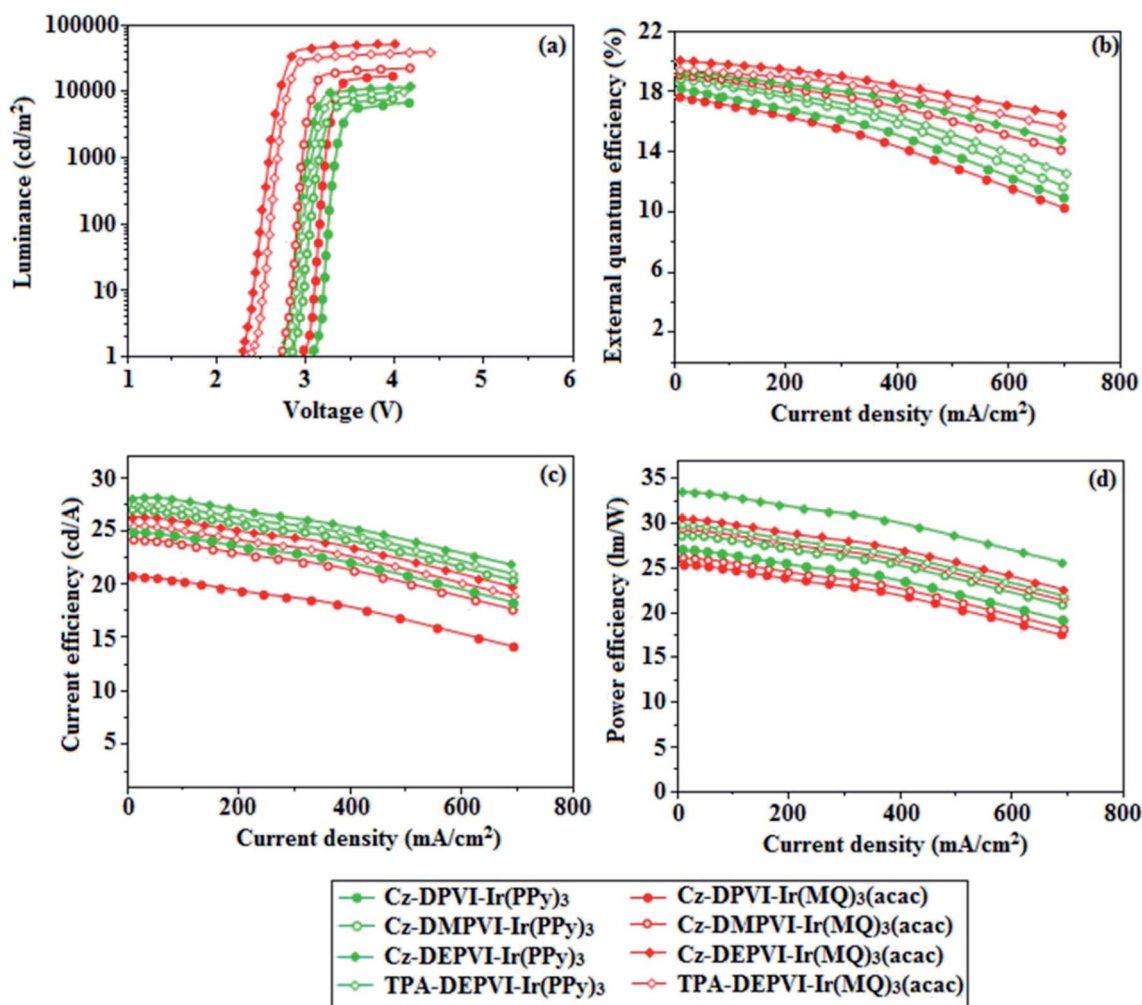 (a)
Luminance (cd/m²)
100000
10000
1000
100
10
1
1 2 3 4 5 6
Voltage (V)
(b)
External quantum efficiency (%)
22
18
14
10
6
2
0 200 400 600 800
Current density (mA/cm²)
(c)
Current efficiency (cd/A)
30
25
20
15
10
5
0 200 400 600 800
Current density (mA/cm²)
(d)
Power efficiency (lm/W)
35
30
25
22
17
15
10
5
0
0 200 400 600 800
Current density (mA/cm²)
Cz-DPVI-Ir(PPy)₃
Cz-DMPVI-Ir(PPy)₃
Cz-DEPVI-Ir(PPy)₃
TPA-DEPVI-Ir(PPy)₃
Cz-DPVI-Ir(MQ)₃(acac)
Cz-DMPVI-Ir(MQ)₃(acac)
Cz-DEPVI-Ir(MQ)₃(acac)
TPA-DEPVI-Ir(MQ)₃(acac)